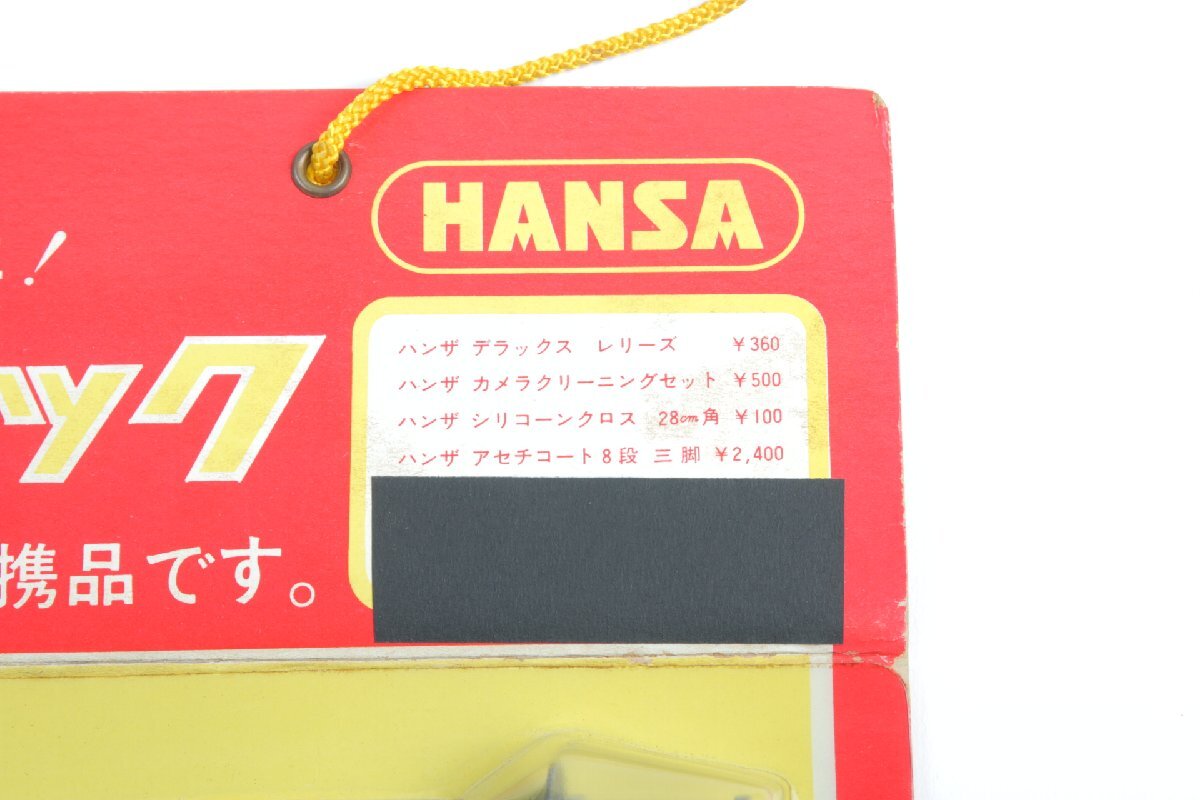 HANSA
!
ック
携品です。
ハンザ デラックス レリーズ ¥360
ハンザ カメラクリーニングセット ¥500
ハンザ シリコーンクロス 28cm角 ¥100
ハンザ アセチコート8段 三脚 ¥2,400